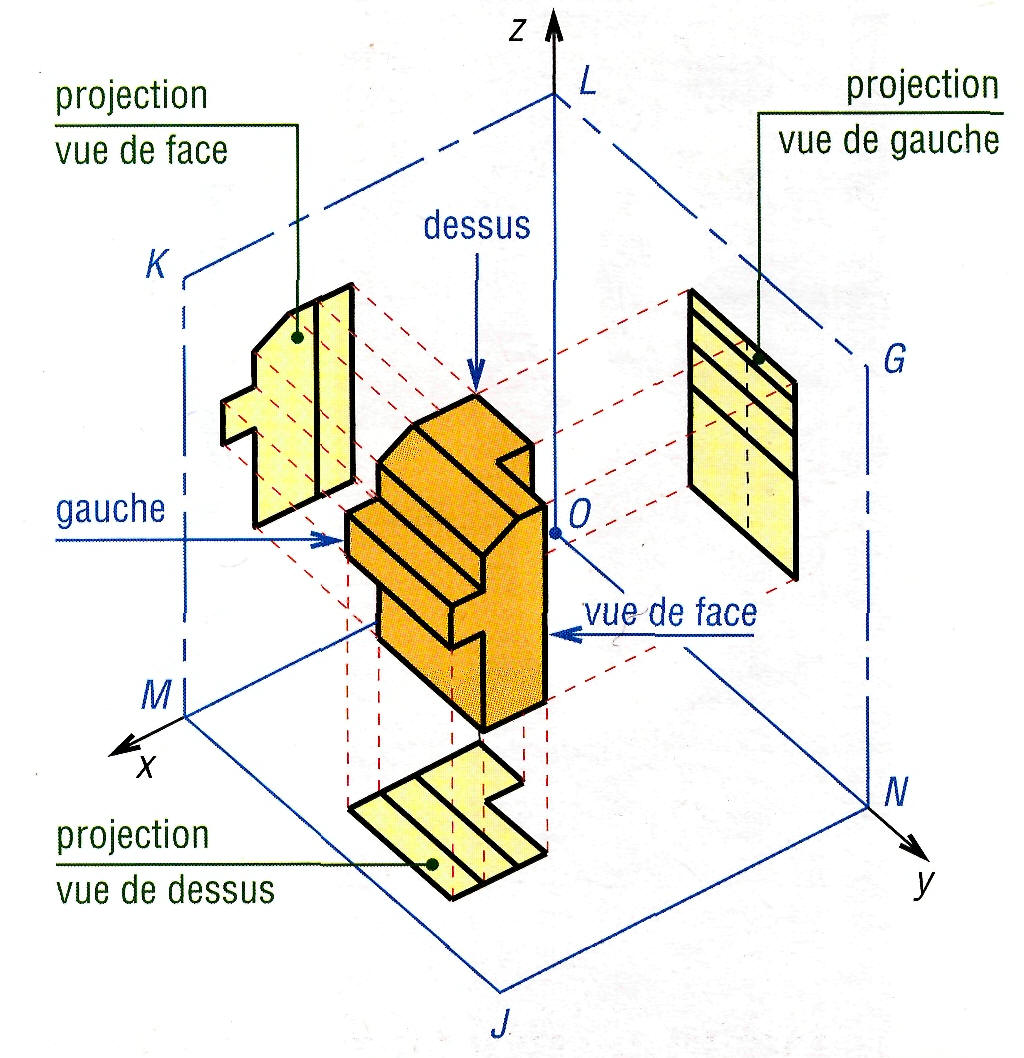 z
L
projection
vue de face
projection
vue de gauche
dessus
K
G
gauche
O
vue de face
M
x
N
projection
vue de dessus
y
J